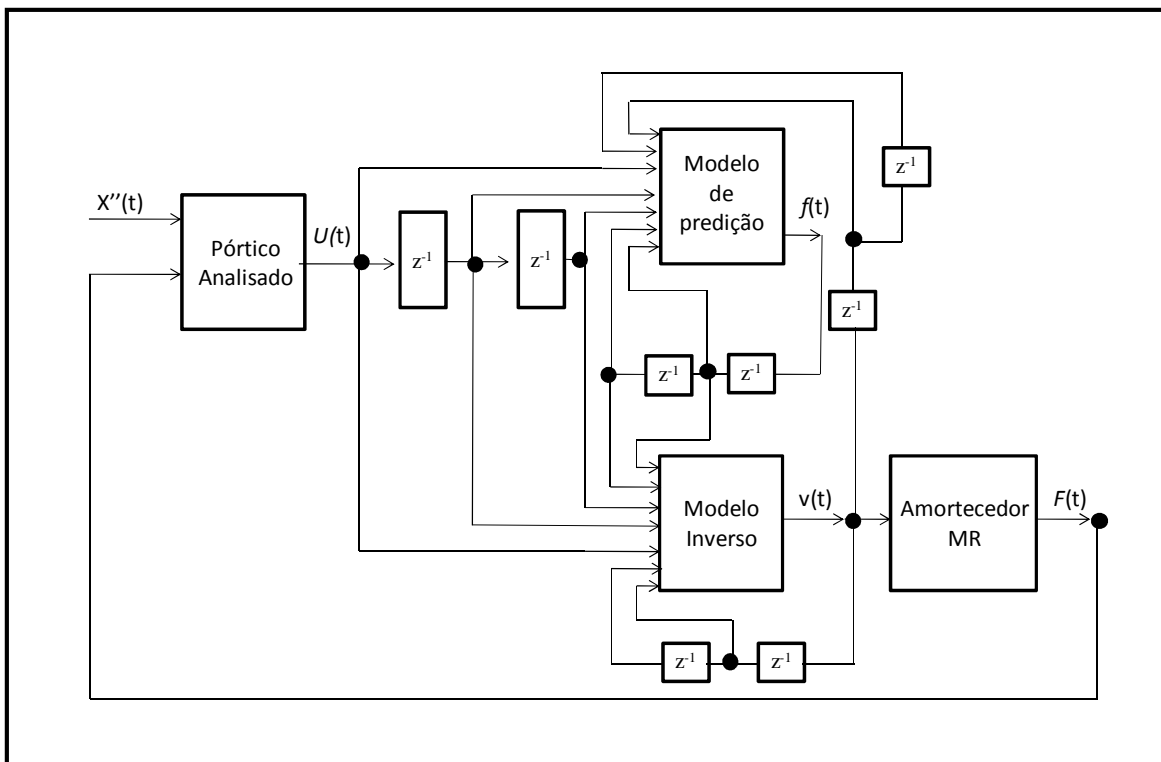 X''(t)
Pórtico
Analisado
U(t)
z-1
z-1
Modelo
de
predição
f(t)
z-1
z-1
z-1
z-1
Modelo
Inverso
v(t)
Amortecedor
MR
F(t)
z-1
z-1